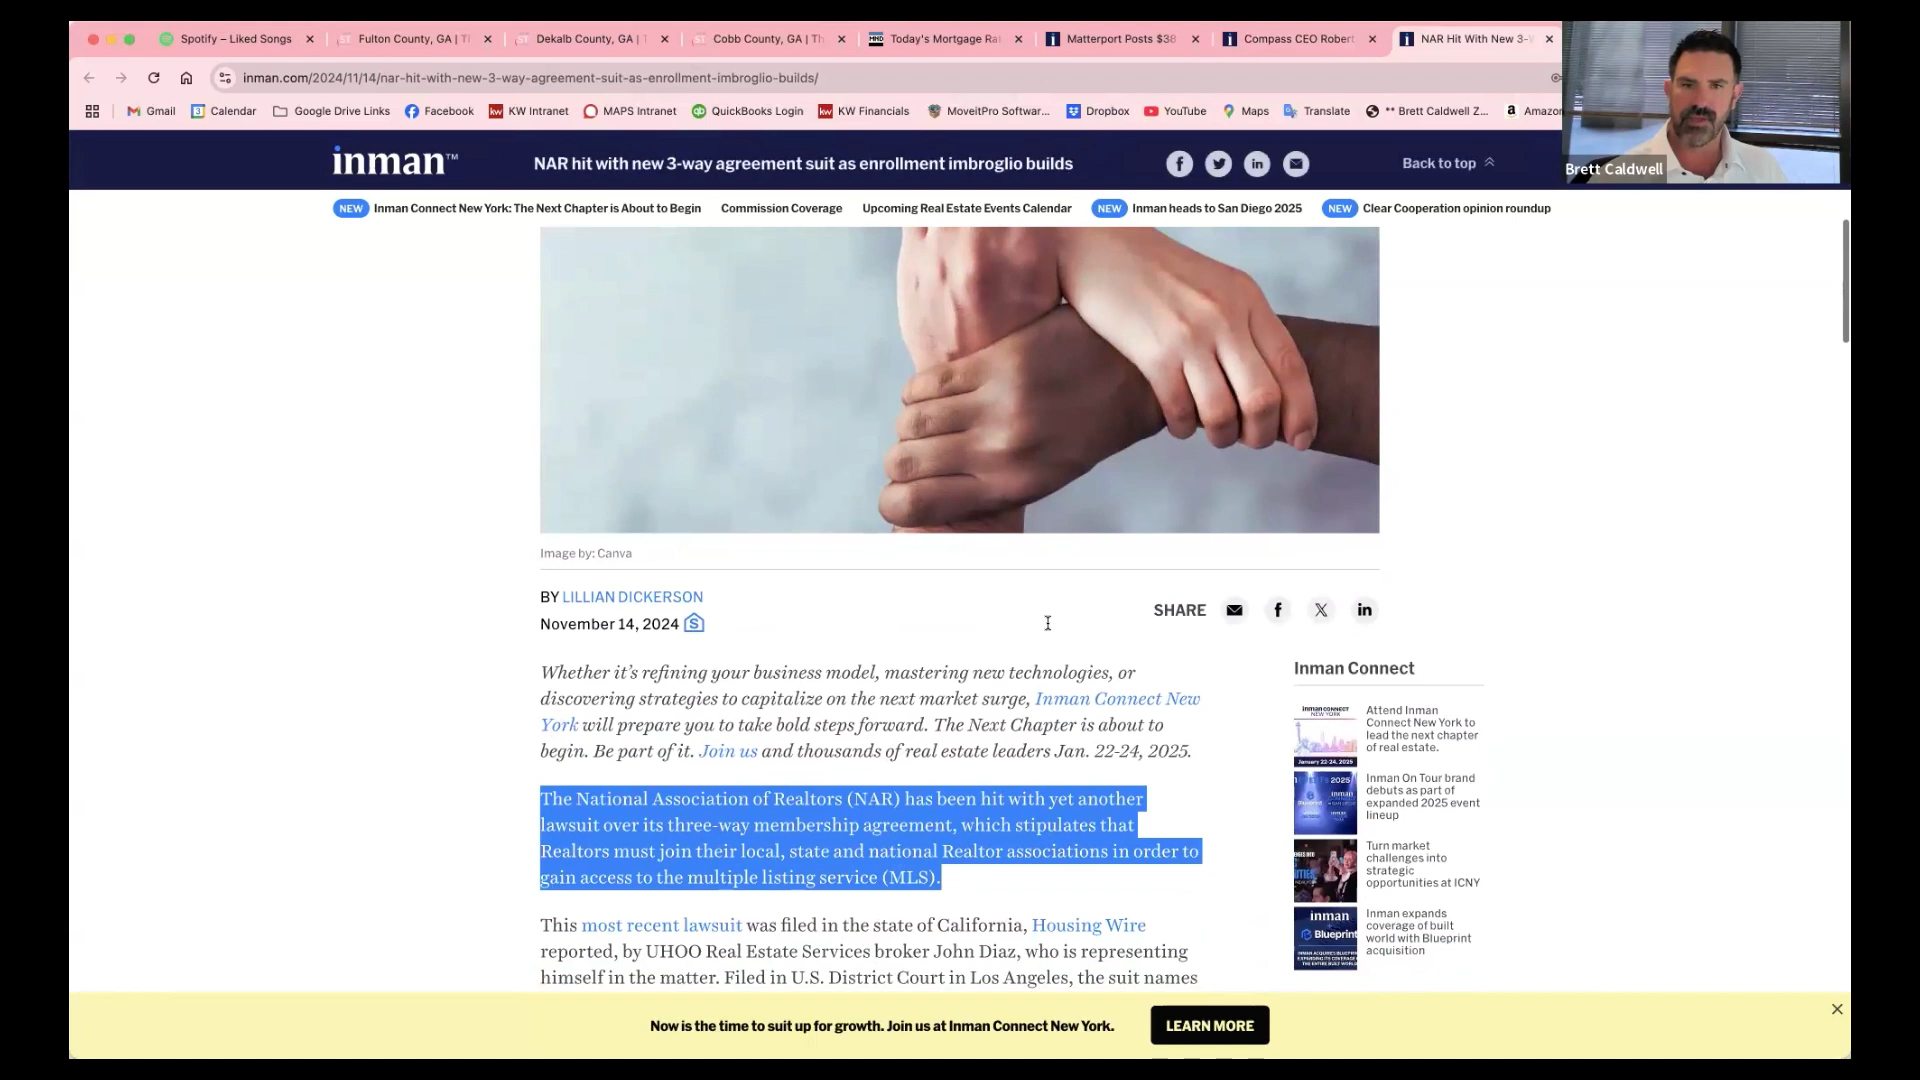 Spotify – Liked Songs
Fulton County, GA | T
Dekalb County, GA |
Cobb County, GA | Th
Today's Mortgage Ra
Matterport Posts $38
Compass CEO Robert
NAR Hit With New 3-W
inman.com/2024/11/14/nar-hit-with-new-3-way-agreement-suit-as-enrollment-imbroglio-builds/
Gmail
Calendar
Google Drive Links
Facebook
KW Intranet
MAPS Intranet
QuickBooks Login
KW Financials
MoveitPro Softwar...
Dropbox
YouTube
Maps
Translate
** Brett Caldwell Z...
Amazon
Brett Caldwell
inman™
NAR hit with new 3-way agreement suit as enrollment imbroglio builds
Back to top
NEW Inman Connect New York: The Next Chapter is About to Begin
Commission Coverage
Upcoming Real Estate Events Calendar
NEW Inman heads to San Diego 2025
NEW Clear Cooperation opinion roundup
Image by: Canva
BY LILLIAN DICKERSON
November 14, 2024
SHARE
Whether it's refining your business model, mastering new technologies, or
discovering strategies to capitalize on the next market surge, Inman Connect New
York will prepare you to take bold steps forward. The Next Chapter is about to
begin. Be part of it. Join us and thousands of real estate leaders Jan. 22-24, 2025.
The National Association of Realtors (NAR) has been hit with yet another
lawsuit over its three-way membership agreement, which stipulates that
Realtors must join their local, state and national Realtor associations in order to
gain access to the multiple listing service (MLS).
This most recent lawsuit was filed in the state of California, Housing Wire
reported, by UHOO Real Estate Services broker John Diaz, who is representing
himself in the matter. Filed in U.S. District Court in Los Angeles, the suit names
Inman Connect
inman connect
NEW YORK
January 22-24, 2025
Attend Inman
Connect New York to
lead the next chapter
of real estate.
Inman On Tour brand
debuts as part of
expanded 2025 event
lineup
Turn market
challenges into
strategic
opportunities at ICNY
inman
Blueprint
Inman expands
coverage of built
world with Blueprint
acquisition
Now is the time to suit up for growth. Join us at Inman Connect New York.
LEARN MORE